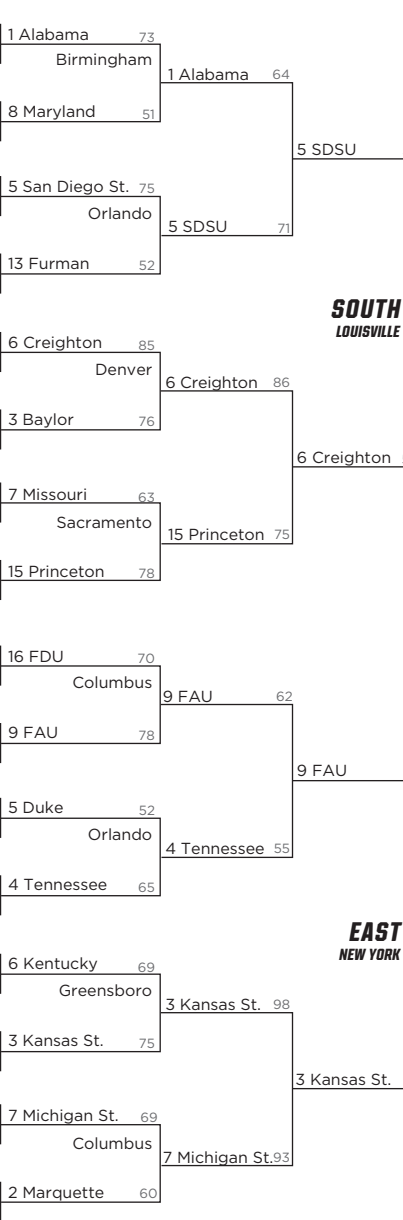 1 Alabama 73
Birmingham
1 Alabama 64
8 Maryland 51
5 SDSU
5 San Diego St. 75
Orlando
5 SDSU 71
13 Furman 52
SOUTH
LOUISVILLE
6 Creighton 85
Denver
6 Creighton 86
3 Baylor 76
6 Creighton
7 Missouri 63
Sacramento
15 Princeton 75
15 Princeton 78
16 FDU 70
Columbus
9 FAU 62
9 FAU 78
9 FAU
5 Duke 52
Orlando
4 Tennessee 55
4 Tennessee 65
EAST
NEW YORK
6 Kentucky 69
Greensboro
3 Kansas St. 98
3 Kansas St. 75
3 Kansas St.
7 Michigan St. 69
Columbus
7 Michigan St. 93
2 Marquette 60